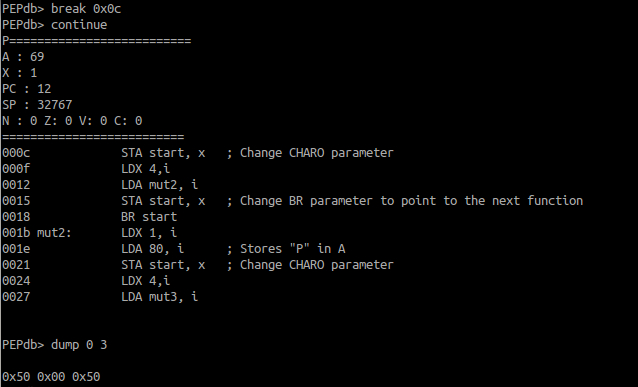 PEPdb> break 0x0c
PEPdb> continue
P==========================
A : 69
X : 1
PC : 12
SP : 32767
N : 0 Z: 0 V: 0 C: 0
==========================
000c STA start, x ; Change CHARO parameter
000f LDX 4,i
0012 LDA mut2, i
0015 STA start, x ; Change BR parameter to point to the next function
0018 BR start
001b mut2: LDX 1, i
001e LDA 80, i ; Stores "P" in A
0021 STA start, x ; Change CHARO parameter
0024 LDX 4,i
0027 LDA mut3, i
PEPdb> dump 0 3
0x50 0x00 0x50